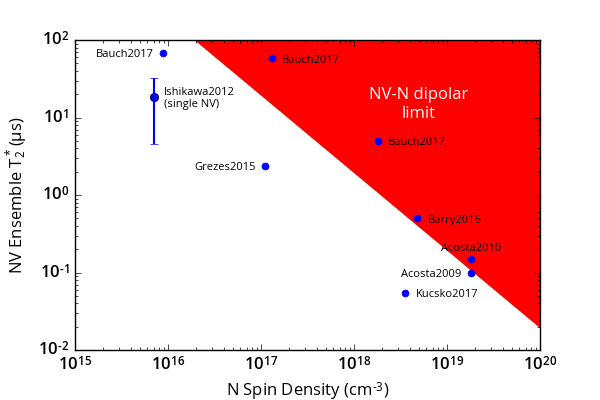 10²
Bauch2017
Bauch2017
Ishikawa2012
(single NV)
NV-N dipolar
limit
10¹
Bauch2017
Grezes2015
10⁰
Barry2016
Acosta2010
10⁻¹
Acosta2009
Kucsko2017
10⁻²
NV Ensemble T₂* (μs)
10¹⁵ 10¹⁶ 10¹⁷ 10¹⁸ 10¹⁹ 10²⁰
N Spin Density (cm⁻³)